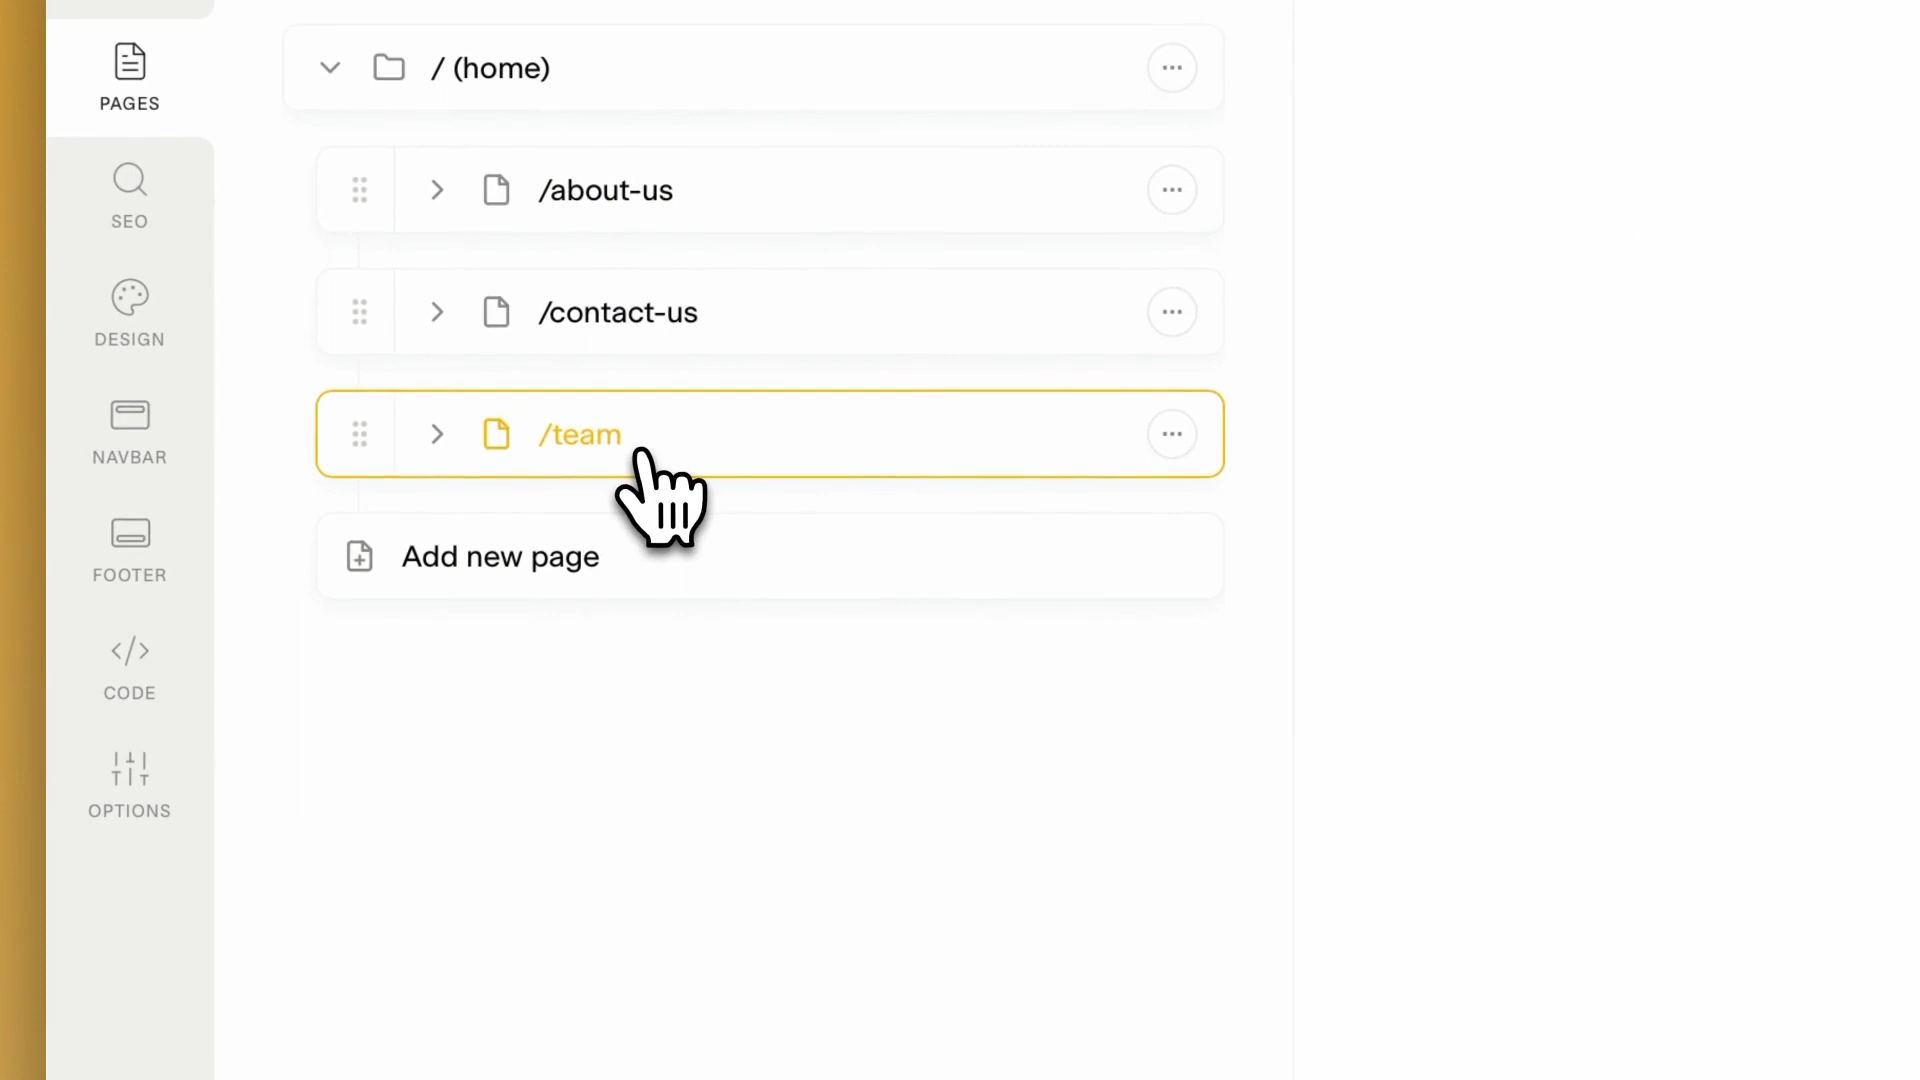 PAGES
SEO
DESIGN
NAVBAR
FOOTER
CODE
OPTIONS
/ (home)
/about-us
/contact-us
/team
Add new page